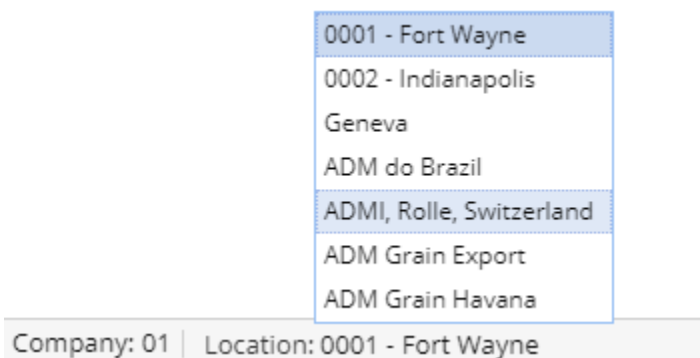 0001 - Fort Wayne
0002 - Indianapolis
Geneva
ADM do Brazil
ADMI, Rolle, Switzerland
ADM Grain Export
ADM Grain Havana
Company: 01 Location: 0001 - Fort Wayne